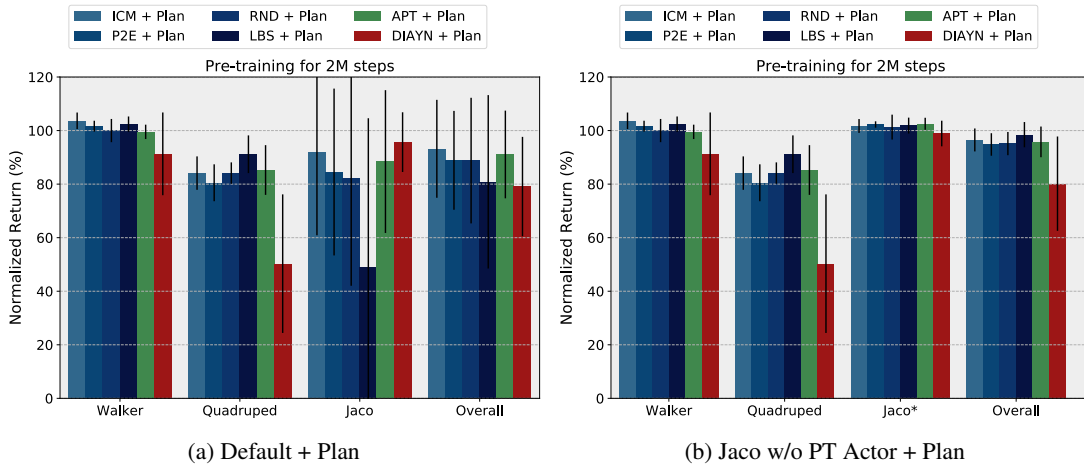 ICM + Plan RND + Plan APT + Plan
P2E + Plan LBS + Plan DIAYN + Plan
Pre-training for 2M steps
Normalized Return (%)
120
100
80
60
40
20
0
Walker Quadruped Jaco Overall
(a) Default + Plan
ICM + Plan RND + Plan APT + Plan
P2E + Plan LBS + Plan DIAYN + Plan
Pre-training for 2M steps
Normalized Return (%)
120
100
80
60
40
20
0
Walker Quadruped Jaco* Overall
(b) Jaco w/o PT Actor + Plan